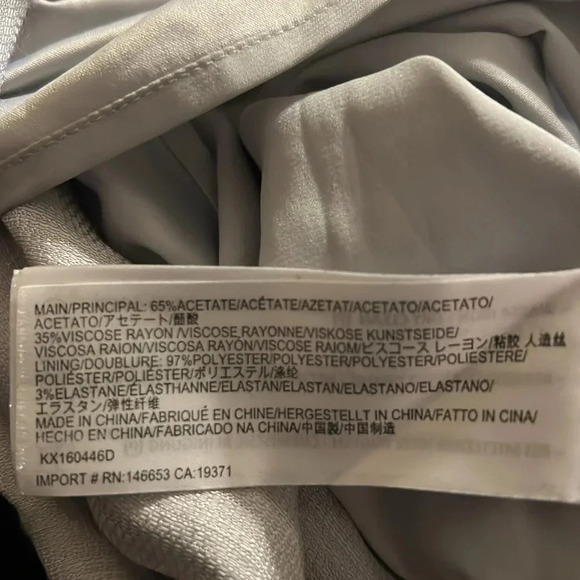 MAIN/PRINCIPAL: 65%ACETATE/ACÉTATE/AZETAT/ACETATO/ACETATO/
ACETATO/アセテート/醋酸
35%VISCOSE RAYON /VISCOSE,RAYONNE/VISKOSE KUNSTSEIDE/
VISCOSA RAION/VISCOSA RAYÓN/VISCOSE RAIOM/ビスコース レーヨン/粘胶 人造丝
LINING/DOUBLURE: 97%POLYESTER/POLYESTER/POLYESTER/POLIESTERE/
POLIÉSTER/POLIÉSTER/ポリエステル/涤纶
3%ELASTANE/ÉLASTHANNE/ELASTAN/ELASTAN/ELASTANO/ELASTANO/
エラスタン/弹性纤维
MADE IN CHINA/FABRIQUÉ EN CHINE/HERGESTELLT IN CHINA/FATTO IN CINA/
HECHO EN CHINA/FABRICADO NA CHINA/中国製/中国制造
KX160446D
IMPORT # RN:146653 CA:19371